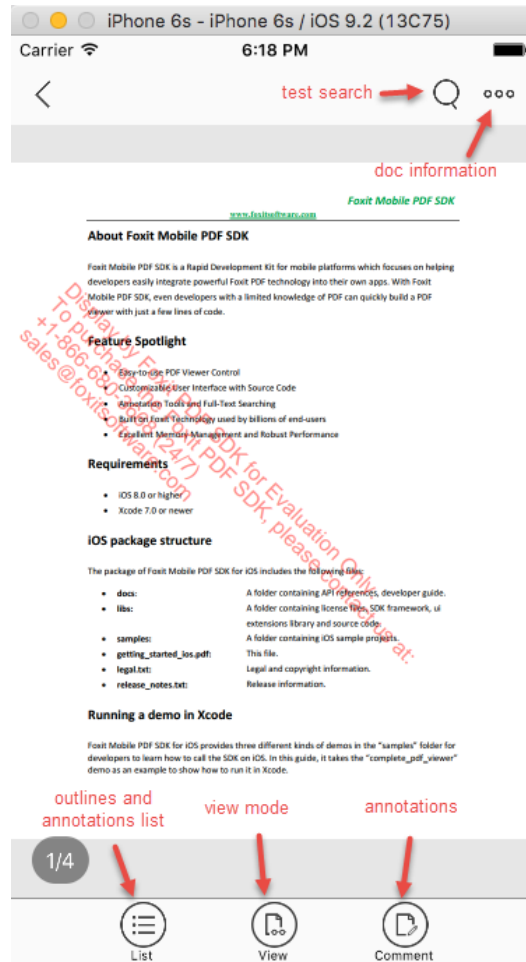 iPhone 6s - iPhone 6s / iOS 9.2 (13C75)
Carrier
6:18 PM
test search
doc information
Foxit Mobile PDF SDK
www.foxitsoftware.com
About Foxit Mobile PDF SDK
Foxit Mobile PDF SDK is a Rapid Development Kit for mobile platforms which focuses on helping
developers easily integrate powerful Foxit PDF technology into their own apps. With Foxit
Mobile PDF SDK, even developers with a limited knowledge of PDF can quickly build a PDF
viewer with just a few lines of code.
Feature Spotlight
• Easy-to-use PDF Viewer Control
• Customizable User Interface with Source Code
• Annotation Tools and Full-Text Searching
• Built on Foxit Technology used by billions of end-users
• Excellent Memory Management and Robust Performance
Requirements
• iOS 8.0 or higher
• Xcode 7.0 or newer
iOS package structure
The package of Foxit Mobile PDF SDK for iOS includes the following files:
• docs: A folder containing API references, developer guide.
• libs: A folder containing license files, SDK framework, ui
extensions library and source code.
• samples: A folder containing iOS sample projects.
• getting_started_ios.pdf: This file.
• legal.txt: Legal and copyright information.
• release_notes.txt: Release information.
Running a demo in Xcode
Foxit Mobile PDF SDK for iOS provides three different kinds of demos in the "samples" folder for
developers to learn how to call the SDK on iOS. In this guide, it takes the "complete_pdf_viewer"
demo as an example to show how to run it in Xcode.
Display by Foxit PDF SDK for Evaluation Only.
To purchase the Foxit PDF SDK, please contact us at:
+1-866-680-3668 (24/7)
sales@foxitsoftware.com
outlines and
annotations list
view mode
annotations
1/4
List
View
Comment